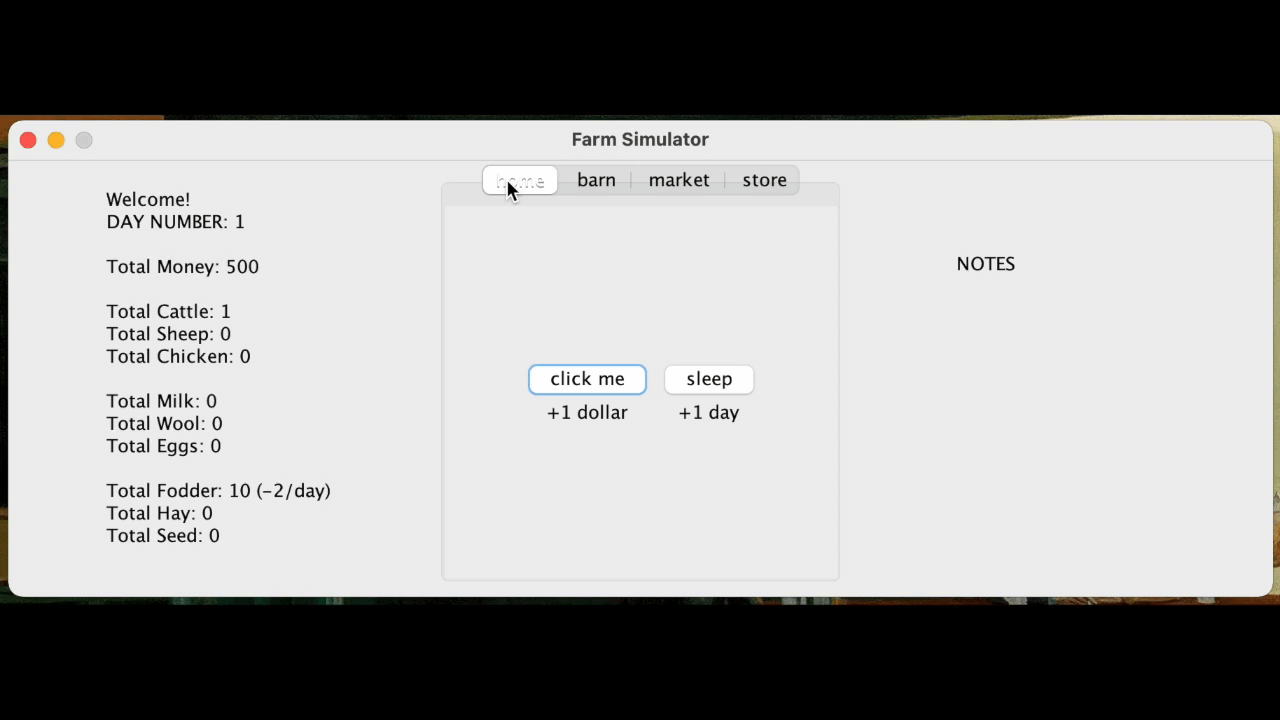 Farm Simulator
home barn market store
Welcome!
DAY NUMBER: 1
Total Money: 500
Total Cattle: 1
Total Sheep: 0
Total Chicken: 0
Total Milk: 0
Total Wool: 0
Total Eggs: 0
Total Fodder: 10 (-2/day)
Total Hay: 0
Total Seed: 0
click me sleep
+1 dollar +1 day
NOTES